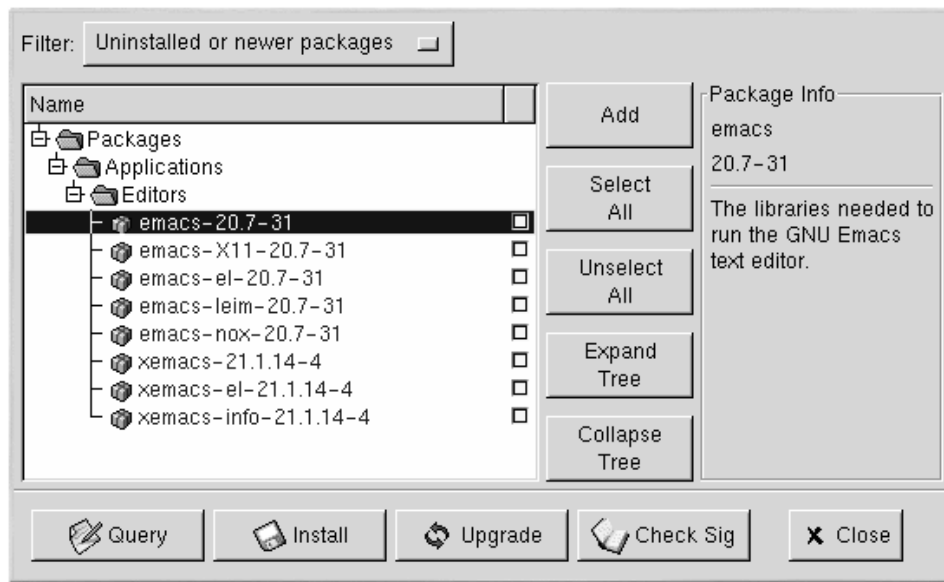 Filter: Uninstalled or newer packages
Name
Packages
Applications
Editors
emacs-20.7-31
emacs-X11-20.7-31
emacs-el-20.7-31
emacs-leim-20.7-31
emacs-nox-20.7-31
xemacs-21.1.14-4
xemacs-el-21.1.14-4
xemacs-info-21.1.14-4
Add
Select
All
Unselect
All
Expand
Tree
Collapse
Tree
Package Info
emacs
20.7-31
The libraries needed to
run the GNU Emacs
text editor.
Query Install Upgrade Check Sig Close